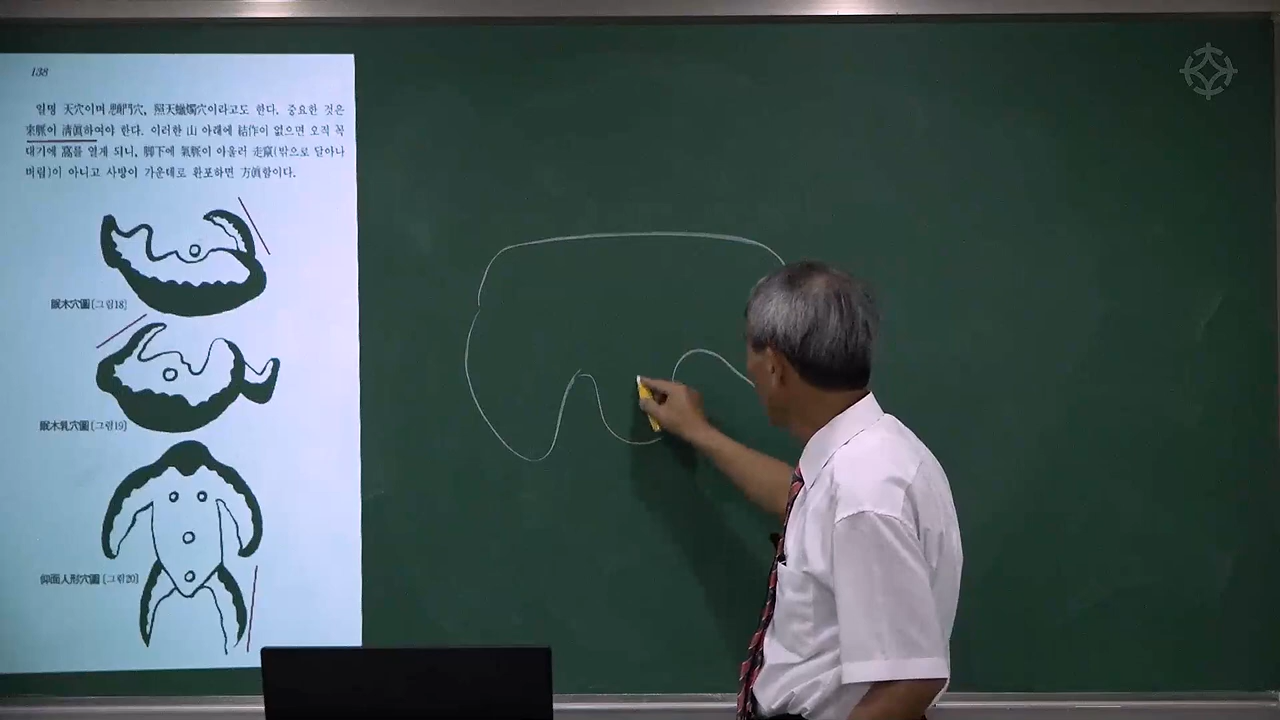 138
일명 天穴이며 懸門穴, 照天蠟燭穴이라고도 한다. 중요한 것은
來脈이 淸眞하여야 한다. 이러한 山 아래에 結作이 없으면 오직 꼭
대기에 窩를 열게 되니, 脚下에 氣脈이 아울러 走竄(밖으로 달아나
버림)이 아니고 사방이 가운데로 환포하면 方眞함이다.
眠木穴圖[그림18]
眠木乳穴圖[그림19]
仰面人形穴圖[그림20]